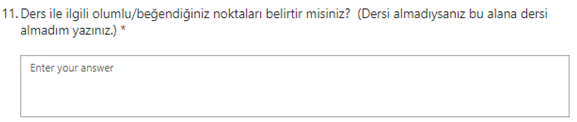 11. Ders ile ilgili olumlu/beğendiğiniz noktaları belirtir misiniz? (Dersi almadıysanız bu alana dersi
almadım yazınız.) *
Enter your answer